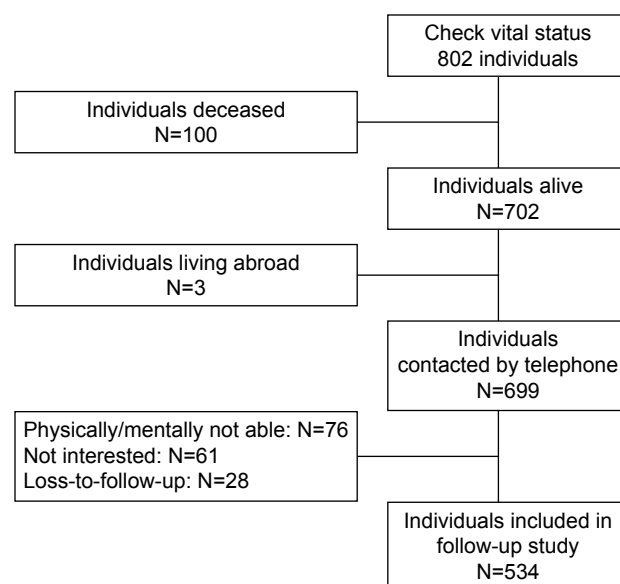 Check vital status
802 individuals
Individuals deceased
N=100
Individuals alive
N=702
Individuals living abroad
N=3
Individuals
contacted by telephone
N=699
Physically/mentally not able: N=76
Not interested: N=61
Loss-to-follow-up: N=28
Individuals included in
follow-up study
N=534